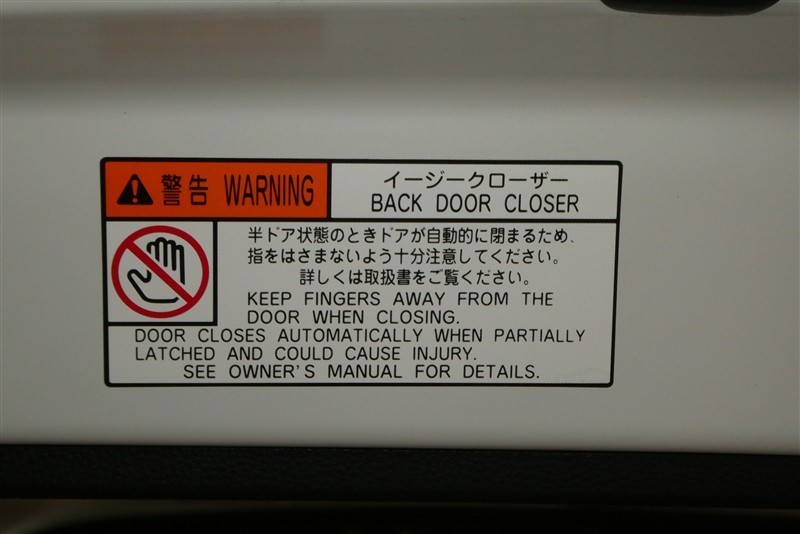 警告 WARNING
イージークローザー
BACK DOOR CLOSER
半ドア状態のときドアが自動的に閉まるため、
指をはさまないよう十分注意してください。
詳しくは取扱書をご覧ください。
KEEP FINGERS AWAY FROM THE
DOOR WHEN CLOSING.
DOOR CLOSES AUTOMATICALLY WHEN PARTIALLY
LATCHED AND COULD CAUSE INJURY.
SEE OWNER'S MANUAL FOR DETAILS.